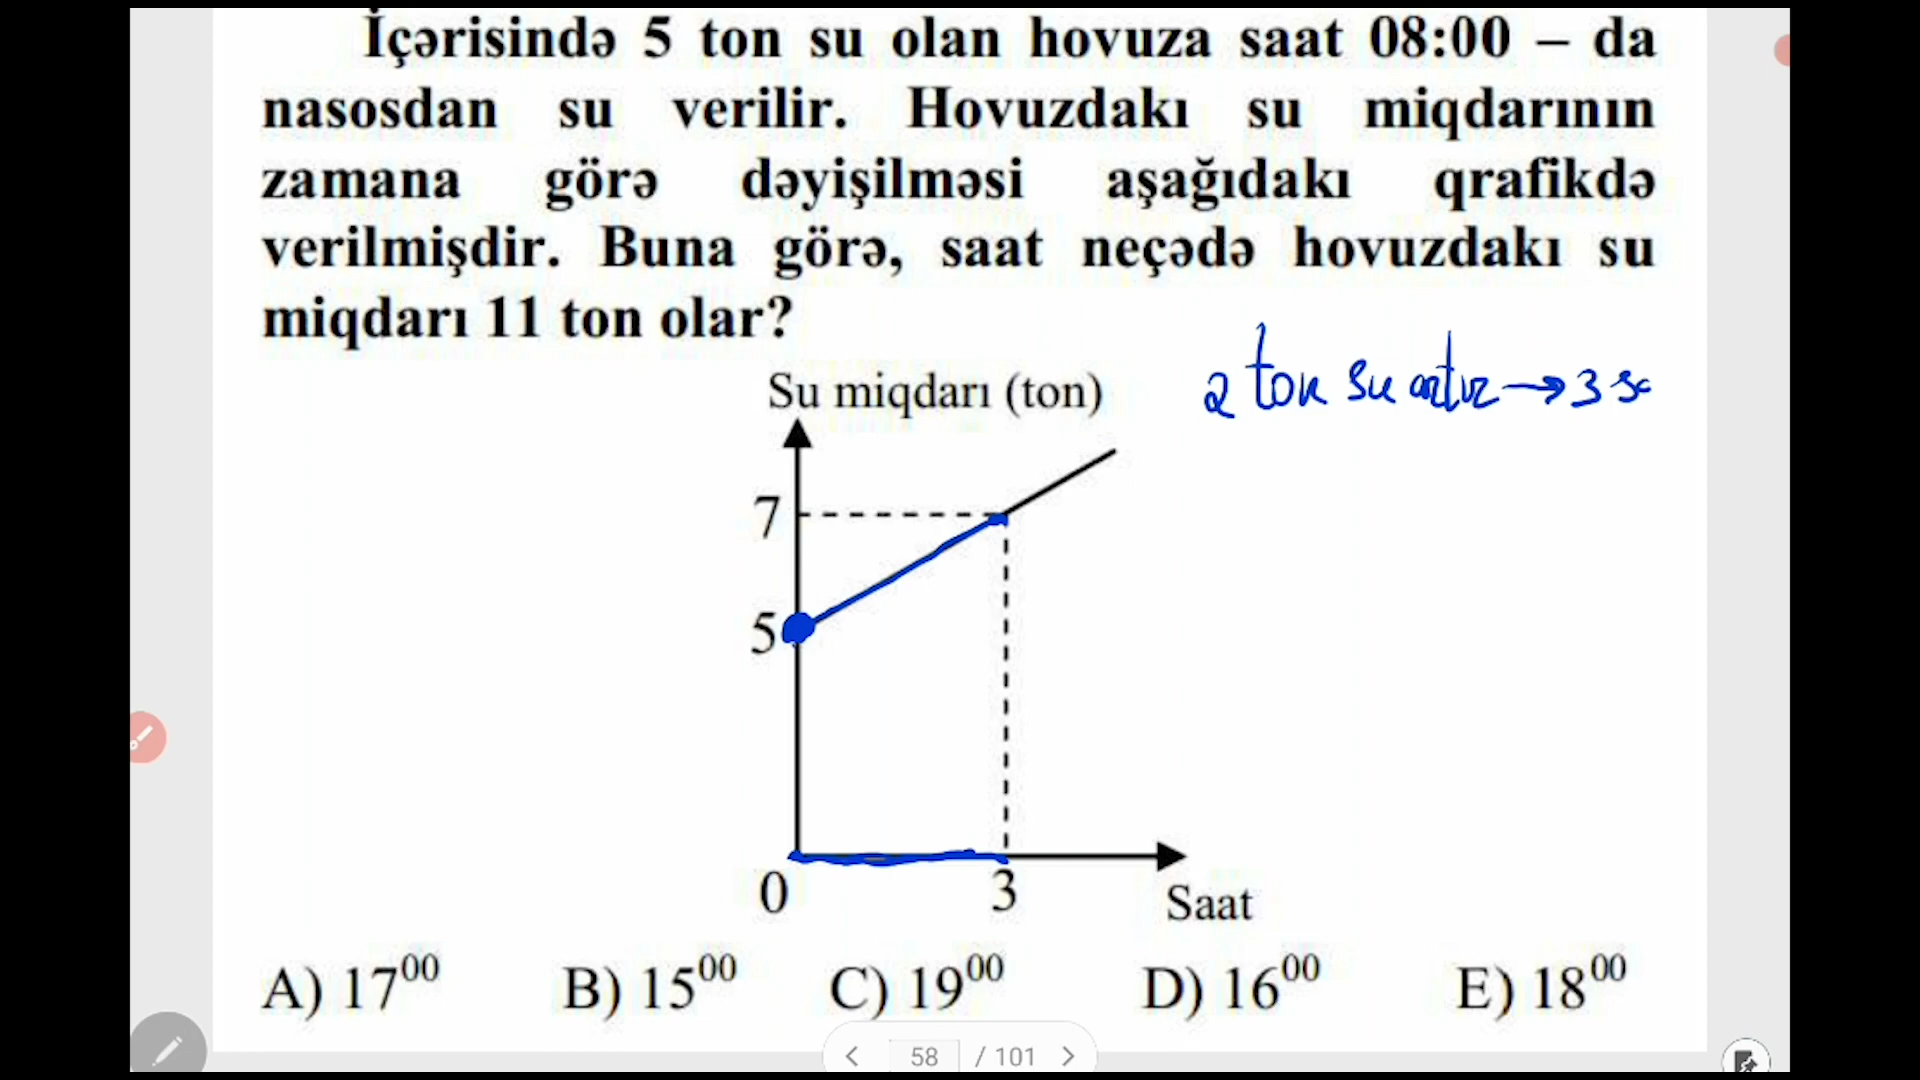 İçərisində 5 ton su olan hovuza saat 08:00 – da
nasosdan su verilir. Hovuzdakı su miqdarının
zamana görə dəyişilməsi aşağıdakı qrafikdə
verilmişdir. Buna görə, saat neçədə hovuzdakı su
miqdarı 11 ton olar?
2 ton su artır → 3 sa
Su miqdarı (ton)
7
5
0 3 Saat
A) 17⁰⁰ B) 15⁰⁰ C) 19⁰⁰ D) 16⁰⁰ E) 18⁰⁰
58 / 101